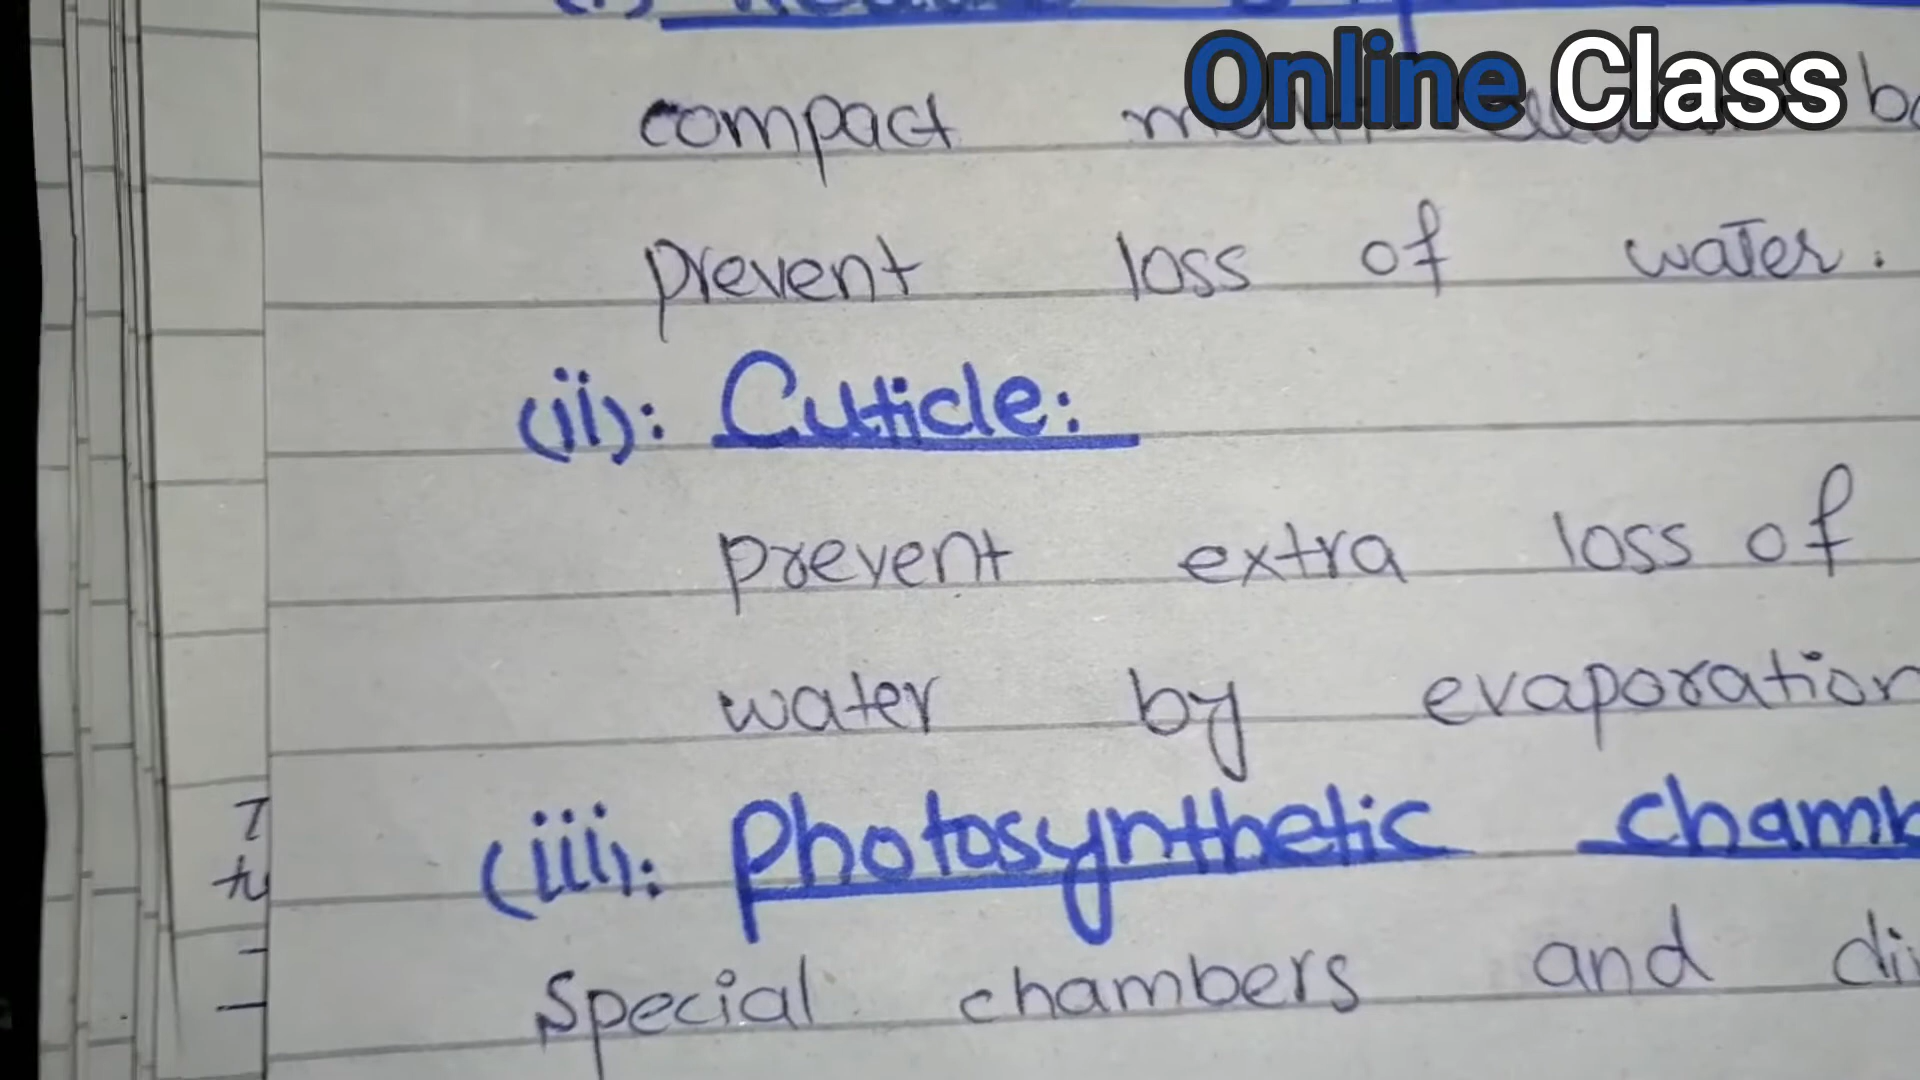 Online Class
compact
prevent loss of water.
(ii): Cuticle:
prevent extra loss of
water by evaporation
(iii): Photosynthetic chamb
Special chambers and di